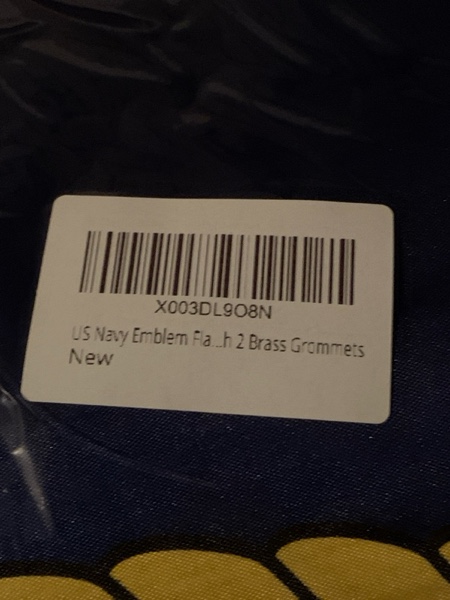 X003DL9O8N
US Navy Emblem Fla...h 2 Brass Grommets
New